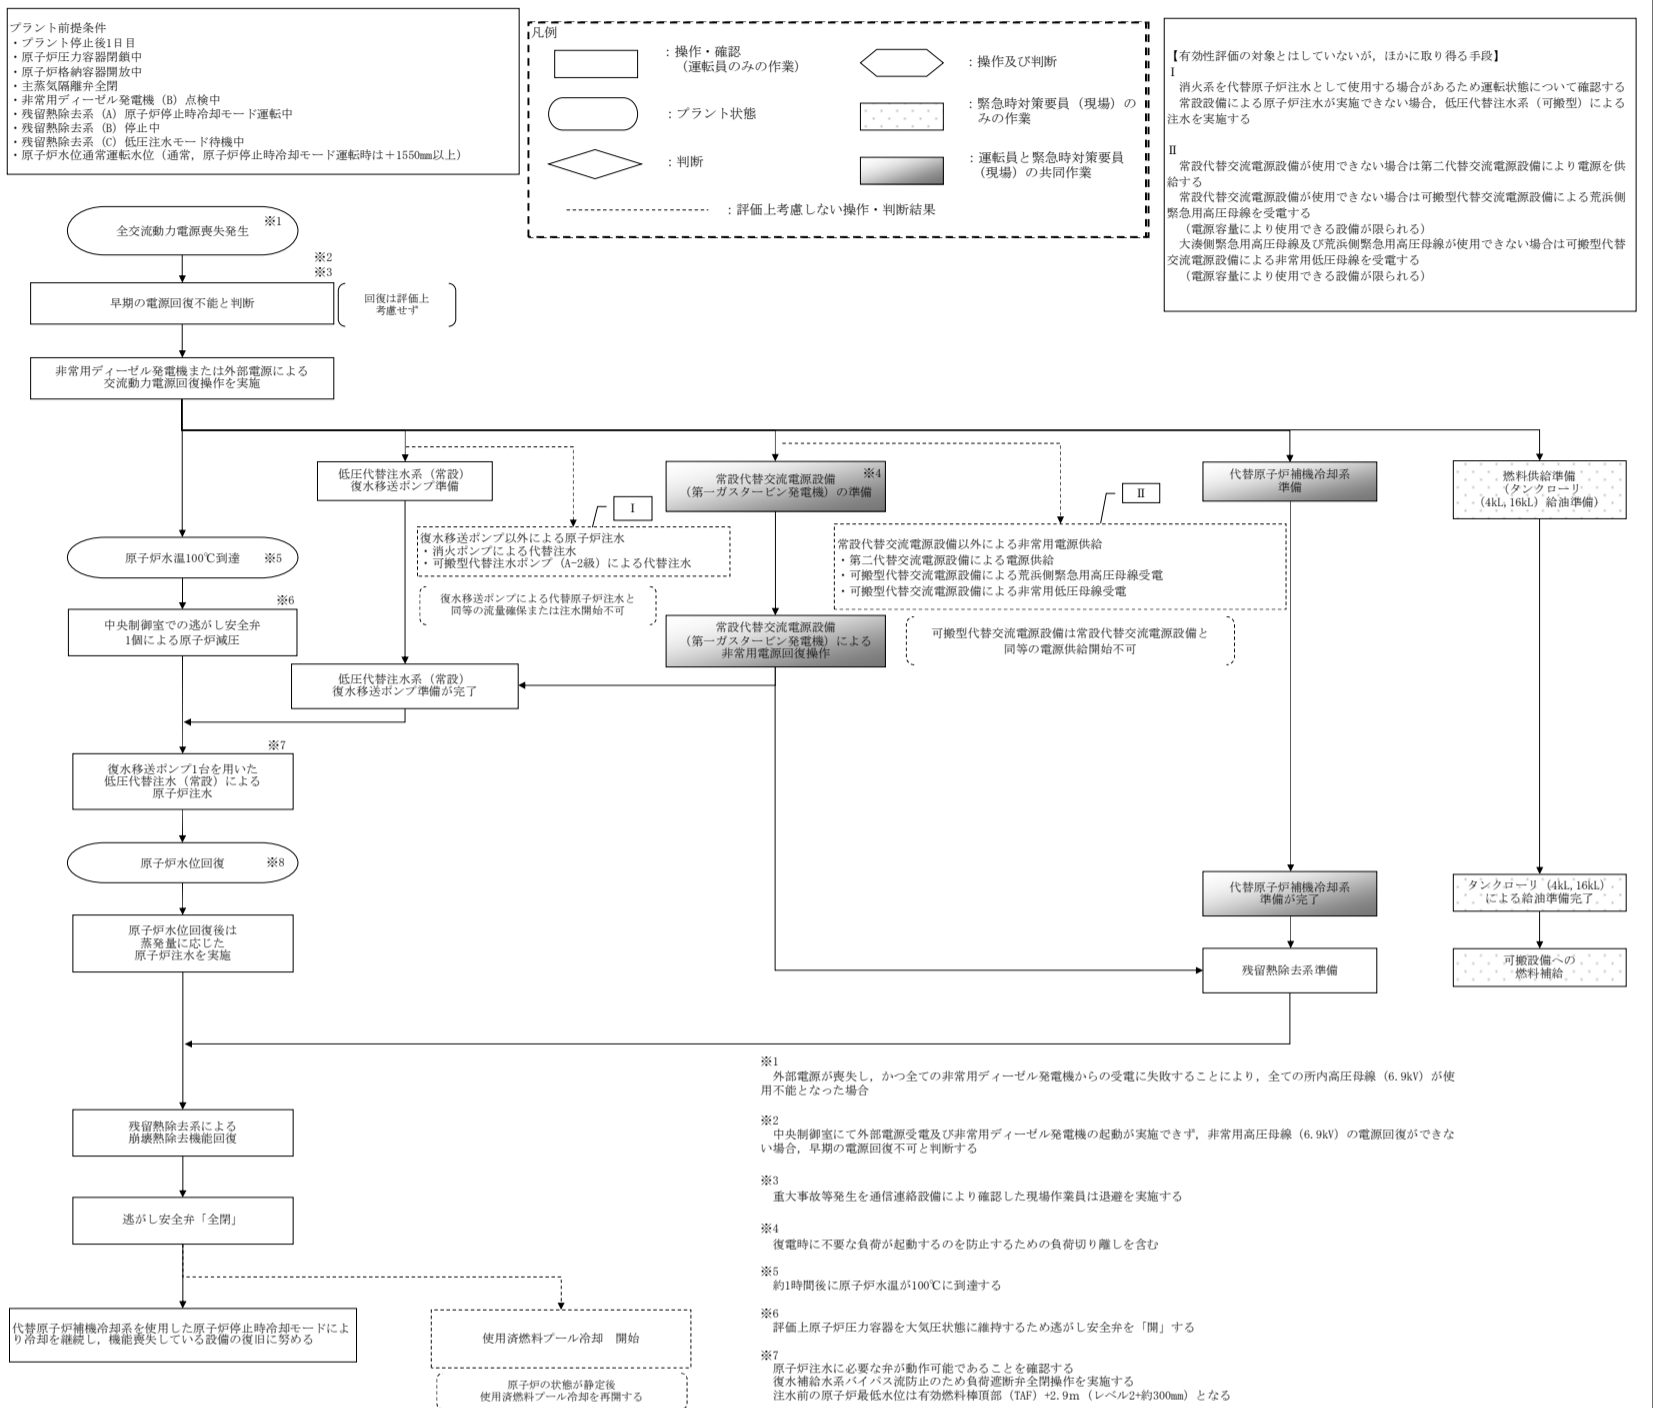 プラント前提条件
・プラント停止後1日目
・原子炉圧力容器閉鎖中
・原子炉格納容器開放中
・主蒸気隔離弁全閉
・非常用ディーゼル発電機（B）点検中
・残留熱除去系（A）原子炉停止時冷却モード運転中
・残留熱除去系（B）停止中
・残留熱除去系（C）低圧注水モード待機中
・原子炉水位通常運転水位（通常，原子炉停止時冷却モード運転時は＋1550mm以上）
凡例
：操作・確認
（運転員のみの作業）
：プラント状態
：判断
：操作及び判断
：緊急時対策要員（現場）の
みの作業
：運転員と緊急時対策要員
（現場）の共同作業
：評価上考慮しない操作・判断結果
【有効性評価の対象とはしていないが，ほかに取り得る手段】
Ⅰ
消火系を代替原子炉注水として使用する場合があるため運転状態について確認する
常設設備による原子炉注水が実施できない場合，低圧代替注水系（可搬型）による
注水を実施する
Ⅱ
常設代替交流電源設備が使用できない場合は第二代替交流電源設備により電源を供
給する
常設代替交流電源設備が使用できない場合は可搬型代替交流電源設備による荒浜側
緊急用高圧母線を受電する
（電源容量により使用できる設備が限られる）
大湊側緊急用高圧母線及び荒浜側緊急用高圧母線が使用できない場合は可搬型代替
交流電源設備による非常用低圧母線を受電する
（電源容量により使用できる設備が限られる）
全交流動力電源喪失発生
※1
※2
※3
早期の電源回復不能と判断
回復は評価上
考慮せず
非常用ディーゼル発電機または外部電源による
交流動力電源回復操作を実施
低圧代替注水系（常設）
復水移送ポンプ準備
常設代替交流電源設備
（第一ガスタービン発電機）の準備
※4
代替原子炉補機冷却系
準備
燃料供給準備
（タンクローリ
（4kL,16kL）給油準備）
Ⅰ
Ⅱ
復水移送ポンプ以外による原子炉注水
・消火ポンプによる代替注水
・可搬型代替注水ポンプ（A-2級）による代替注水
復水移送ポンプによる代替原子炉注水と
同等の流量確保または注水開始不可
常設代替交流電源設備以外による非常用電源供給
・第二代替交流電源設備による電源供給
・可搬型代替交流電源設備による荒浜側緊急用高圧母線受電
・可搬型代替交流電源設備による非常用低圧母線受電
可搬型代替交流電源設備は常設代替交流電源設備と
同等の電源供給開始不可
原子炉水温100℃到達
※5
※6
中央制御室での逃がし安全弁
1個による原子炉減圧
常設代替交流電源設備
（第一ガスタービン発電機）による
非常用電源回復操作
低圧代替注水系（常設）
復水移送ポンプ準備が完了
※7
復水移送ポンプ1台を用いた
低圧代替注水（常設）による
原子炉注水
原子炉水位回復
※8
代替原子炉補機冷却系
準備が完了
タンクローリ（4kL,16kL）
による給油準備完了
原子炉水位回復後は
蒸発量に応じた
原子炉注水を実施
残留熱除去系準備
可搬設備への
燃料補給
残留熱除去系による
崩壊熱除去機能回復
逃がし安全弁「全閉」
代替原子炉補機冷却系を使用した原子炉停止時冷却モードによ
り冷却を継続し，機能喪失している設備の復旧に努める
使用済燃料プール冷却　開始
原子炉の状態が静定後
使用済燃料プール冷却を再開する
※1
外部電源が喪失し，かつ全ての非常用ディーゼル発電機からの受電に失敗することにより，全ての所内高圧母線（6.9kV）が使
用不能となった場合
※2
中央制御室にて外部電源受電及び非常用ディーゼル発電機の起動が実施できず，非常用高圧母線（6.9kV）の電源回復ができな
い場合，早期の電源回復不可と判断する
※3
重大事故等発生を通信連絡設備により確認した現場作業員は退避を実施する
※4
復電時に不要な負荷が起動するのを防止するための負荷切り離しを含む
※5
約1時間後に原子炉水温が100℃に到達する
※6
評価上原子炉圧力容器を大気圧状態に維持するため逃がし安全弁を「開」する
※7
原子炉注水に必要な弁が動作可能であることを確認する
復水補給水系バイパス流防止のため負荷遮断弁全閉操作を実施する
注水前の原子炉最低水位は有効燃料棒頂部（TAF）+2.9m（レベル2+約300mm）となる